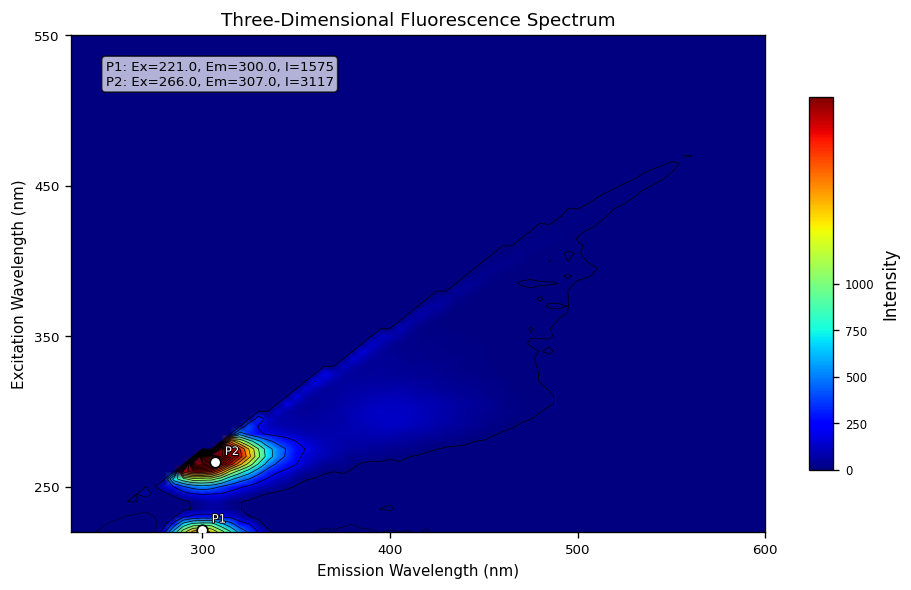 Three-Dimensional Fluorescence Spectrum
550
P1: Ex=221.0, Em=300.0, I=1575
P2: Ex=266.0, Em=307.0, I=3117
450
350
250
Excitation Wavelength (nm)
P2
P1
300 400 500 600
Emission Wavelength (nm)
1000
750
500
250
0
Intensity